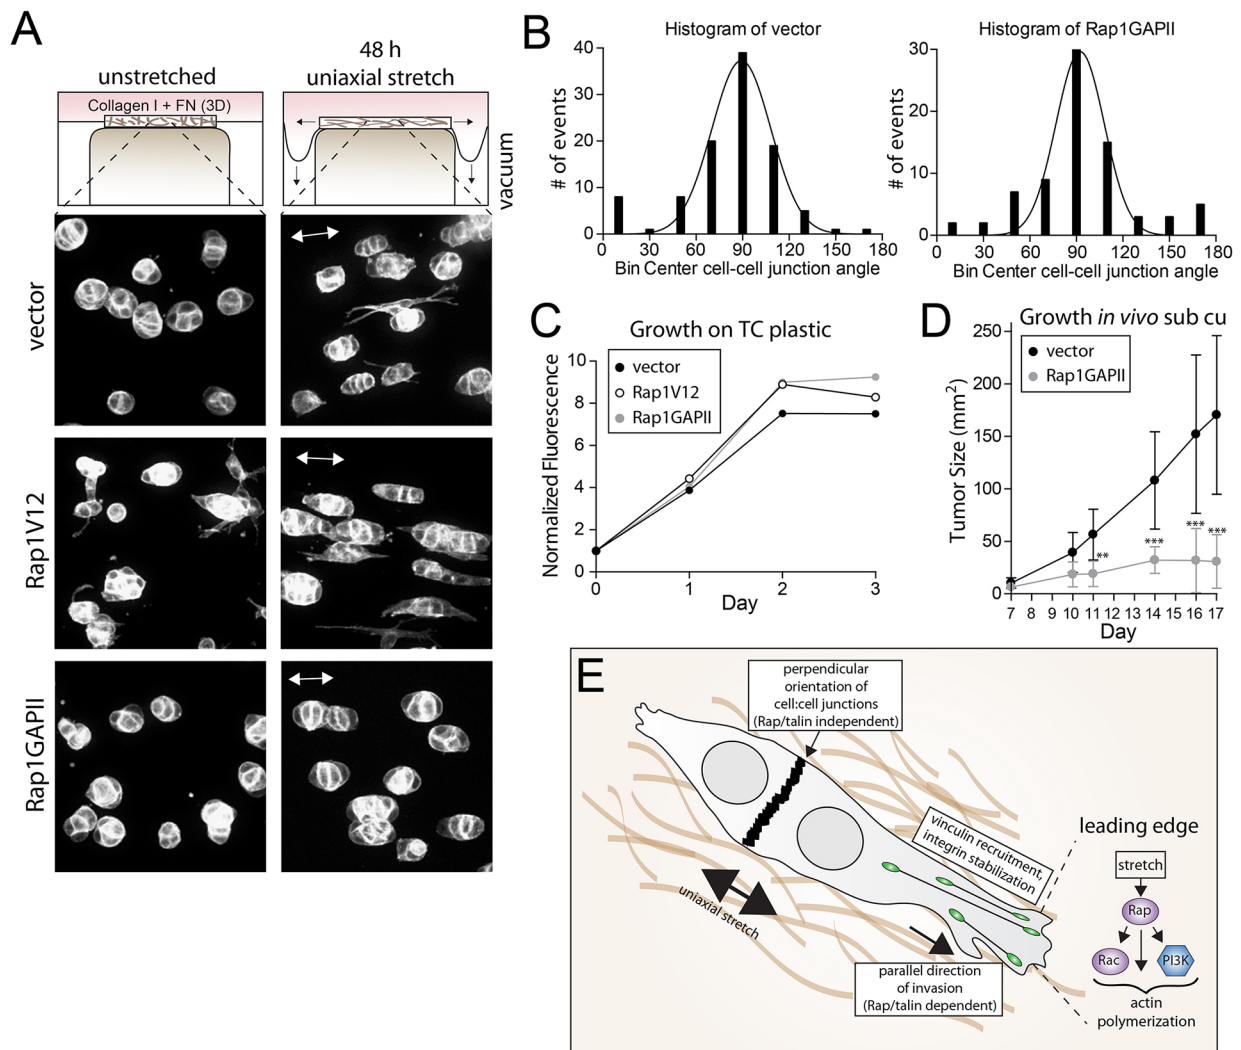 A
unstretched
48 h
uniaxial stretch
Collagen I + FN (3D)
vacuum
vector
Rap1V12
Rap1GAPII
B
Histogram of vector
# of events
40
30
20
10
0
0 30 60 90 120 150 180
Bin Center cell-cell junction angle
Histogram of Rap1GAPII
# of events
30
20
10
0
0 30 60 90 120 150 180
Bin Center cell-cell junction angle
C
Growth on TC plastic
vector
Rap1V12
Rap1GAPII
Normalized Fluorescence
10
8
6
4
2
0
0 1 2 3
Day
D
Growth in vivo sub cu
vector
Rap1GAPII
Tumor Size (mm2)
250
200
150
100
50
0
** *** *** ***
7 8 9 10 11 12 13 14 15 16 17
Day
E
perpendicular
orientation of
cell:cell junctions
(Rap/talin independent)
vinculin recruitment,
integrin stabilization
uniaxial stretch
parallel direction
of invasion
(Rap/talin dependent)
leading edge
stretch
Rap
Rac PI3K
actin
polymerization